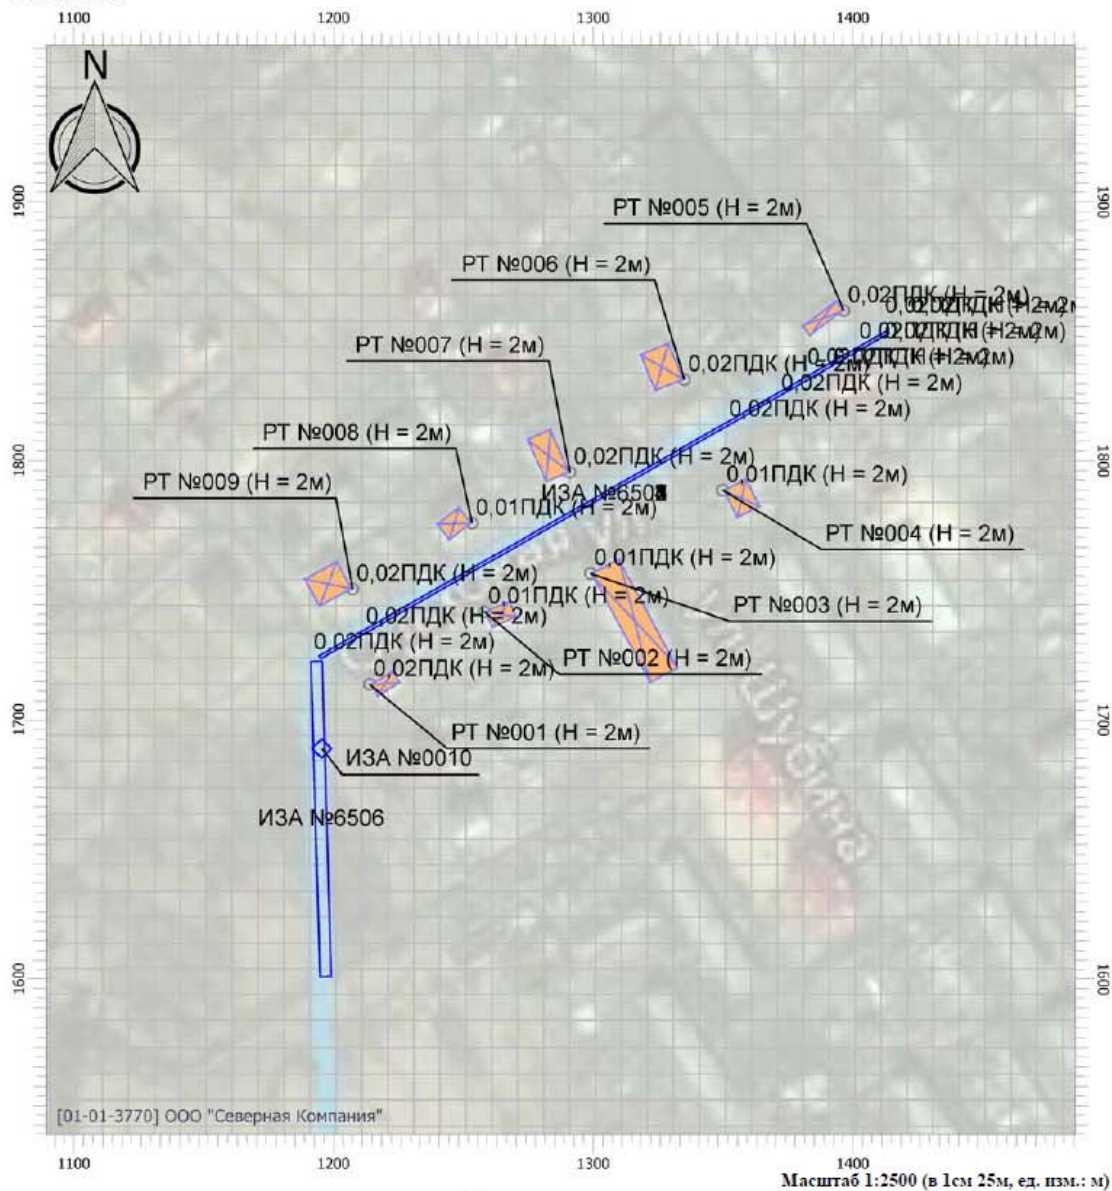 1100 1200 1300 1400
N
1900 1900
РТ №005 (H = 2м)
РТ №006 (H = 2м)
0,02ПДК (H = 2м)
РТ №007 (H = 2м)
0,02ПДК (H = 2м)
0,02ПДК (H = 2м)
0,02ПДК (H = 2м)
РТ №008 (H = 2м)
0,02ПДК (H = 2м)
1800 1800
РТ №009 (H = 2м)
0,01ПДК (H = 2м)
ИЗА
0,01ПДК (H = 2м)
РТ №004 (H = 2м)
0,01ПДК (H = 2м)
0,02ПДК (H = 2м)
0,01ПДК (H = 2м)
РТ №003 (H = 2м)
0,02ПДК (H = 2м)
0,02ПДК (H = 2м)
РТ №002 (H = 2м)
0,02ПДК (H = 2м)
1700 1700
РТ №001 (H = 2м)
ИЗА №0010
ул Шубина
ИЗА №6506
1600 1600
[01-01-3770] ООО "Северная Компания"
1100 1200 1300 1400
Масштаб 1:2500 (в 1см 25м, ед. изм.: м)